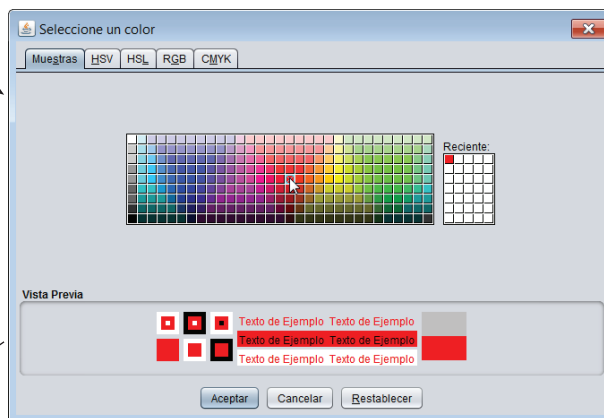 Seleccione un color
Muestras HSV HSL RGB CMYK
Reciente:
Vista Previa
Texto de Ejemplo Texto de Ejemplo
Texto de Ejemplo Texto de Ejemplo
Texto de Ejemplo Texto de Ejemplo
Aceptar Cancelar Restablecer